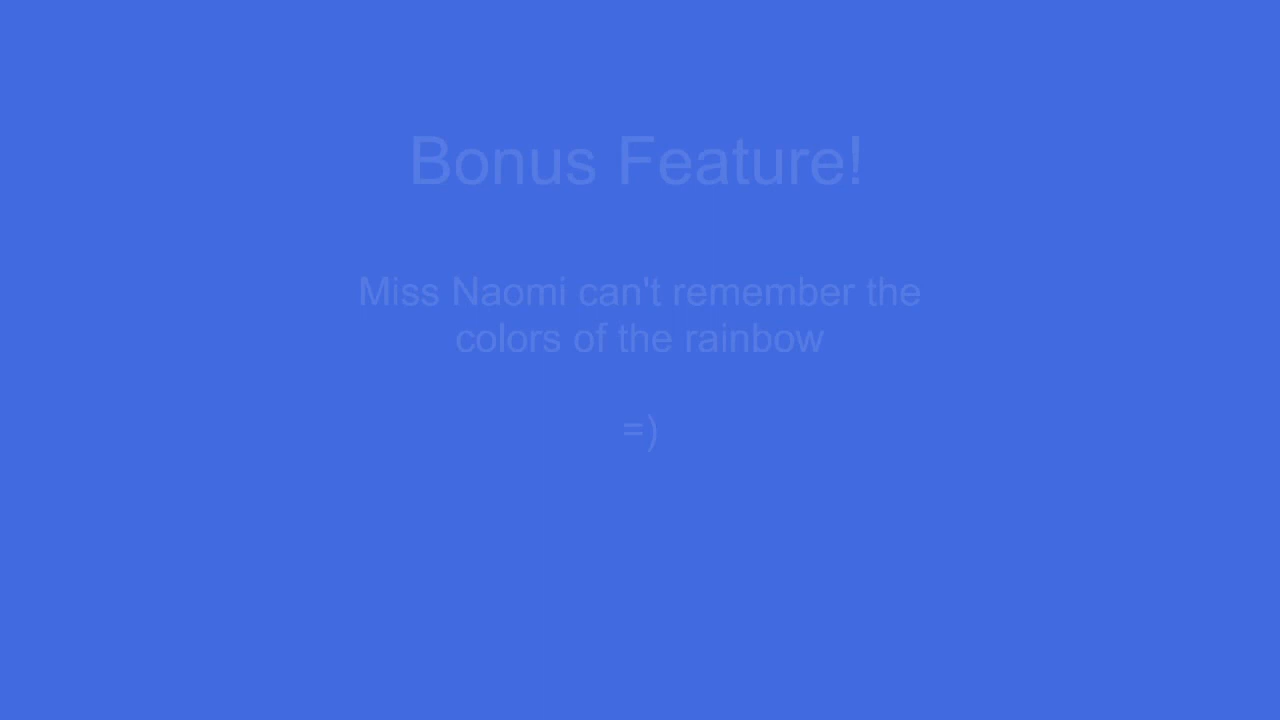 Bonus Feature!
Miss Naomi can't remember the
colors of the rainbow
=)